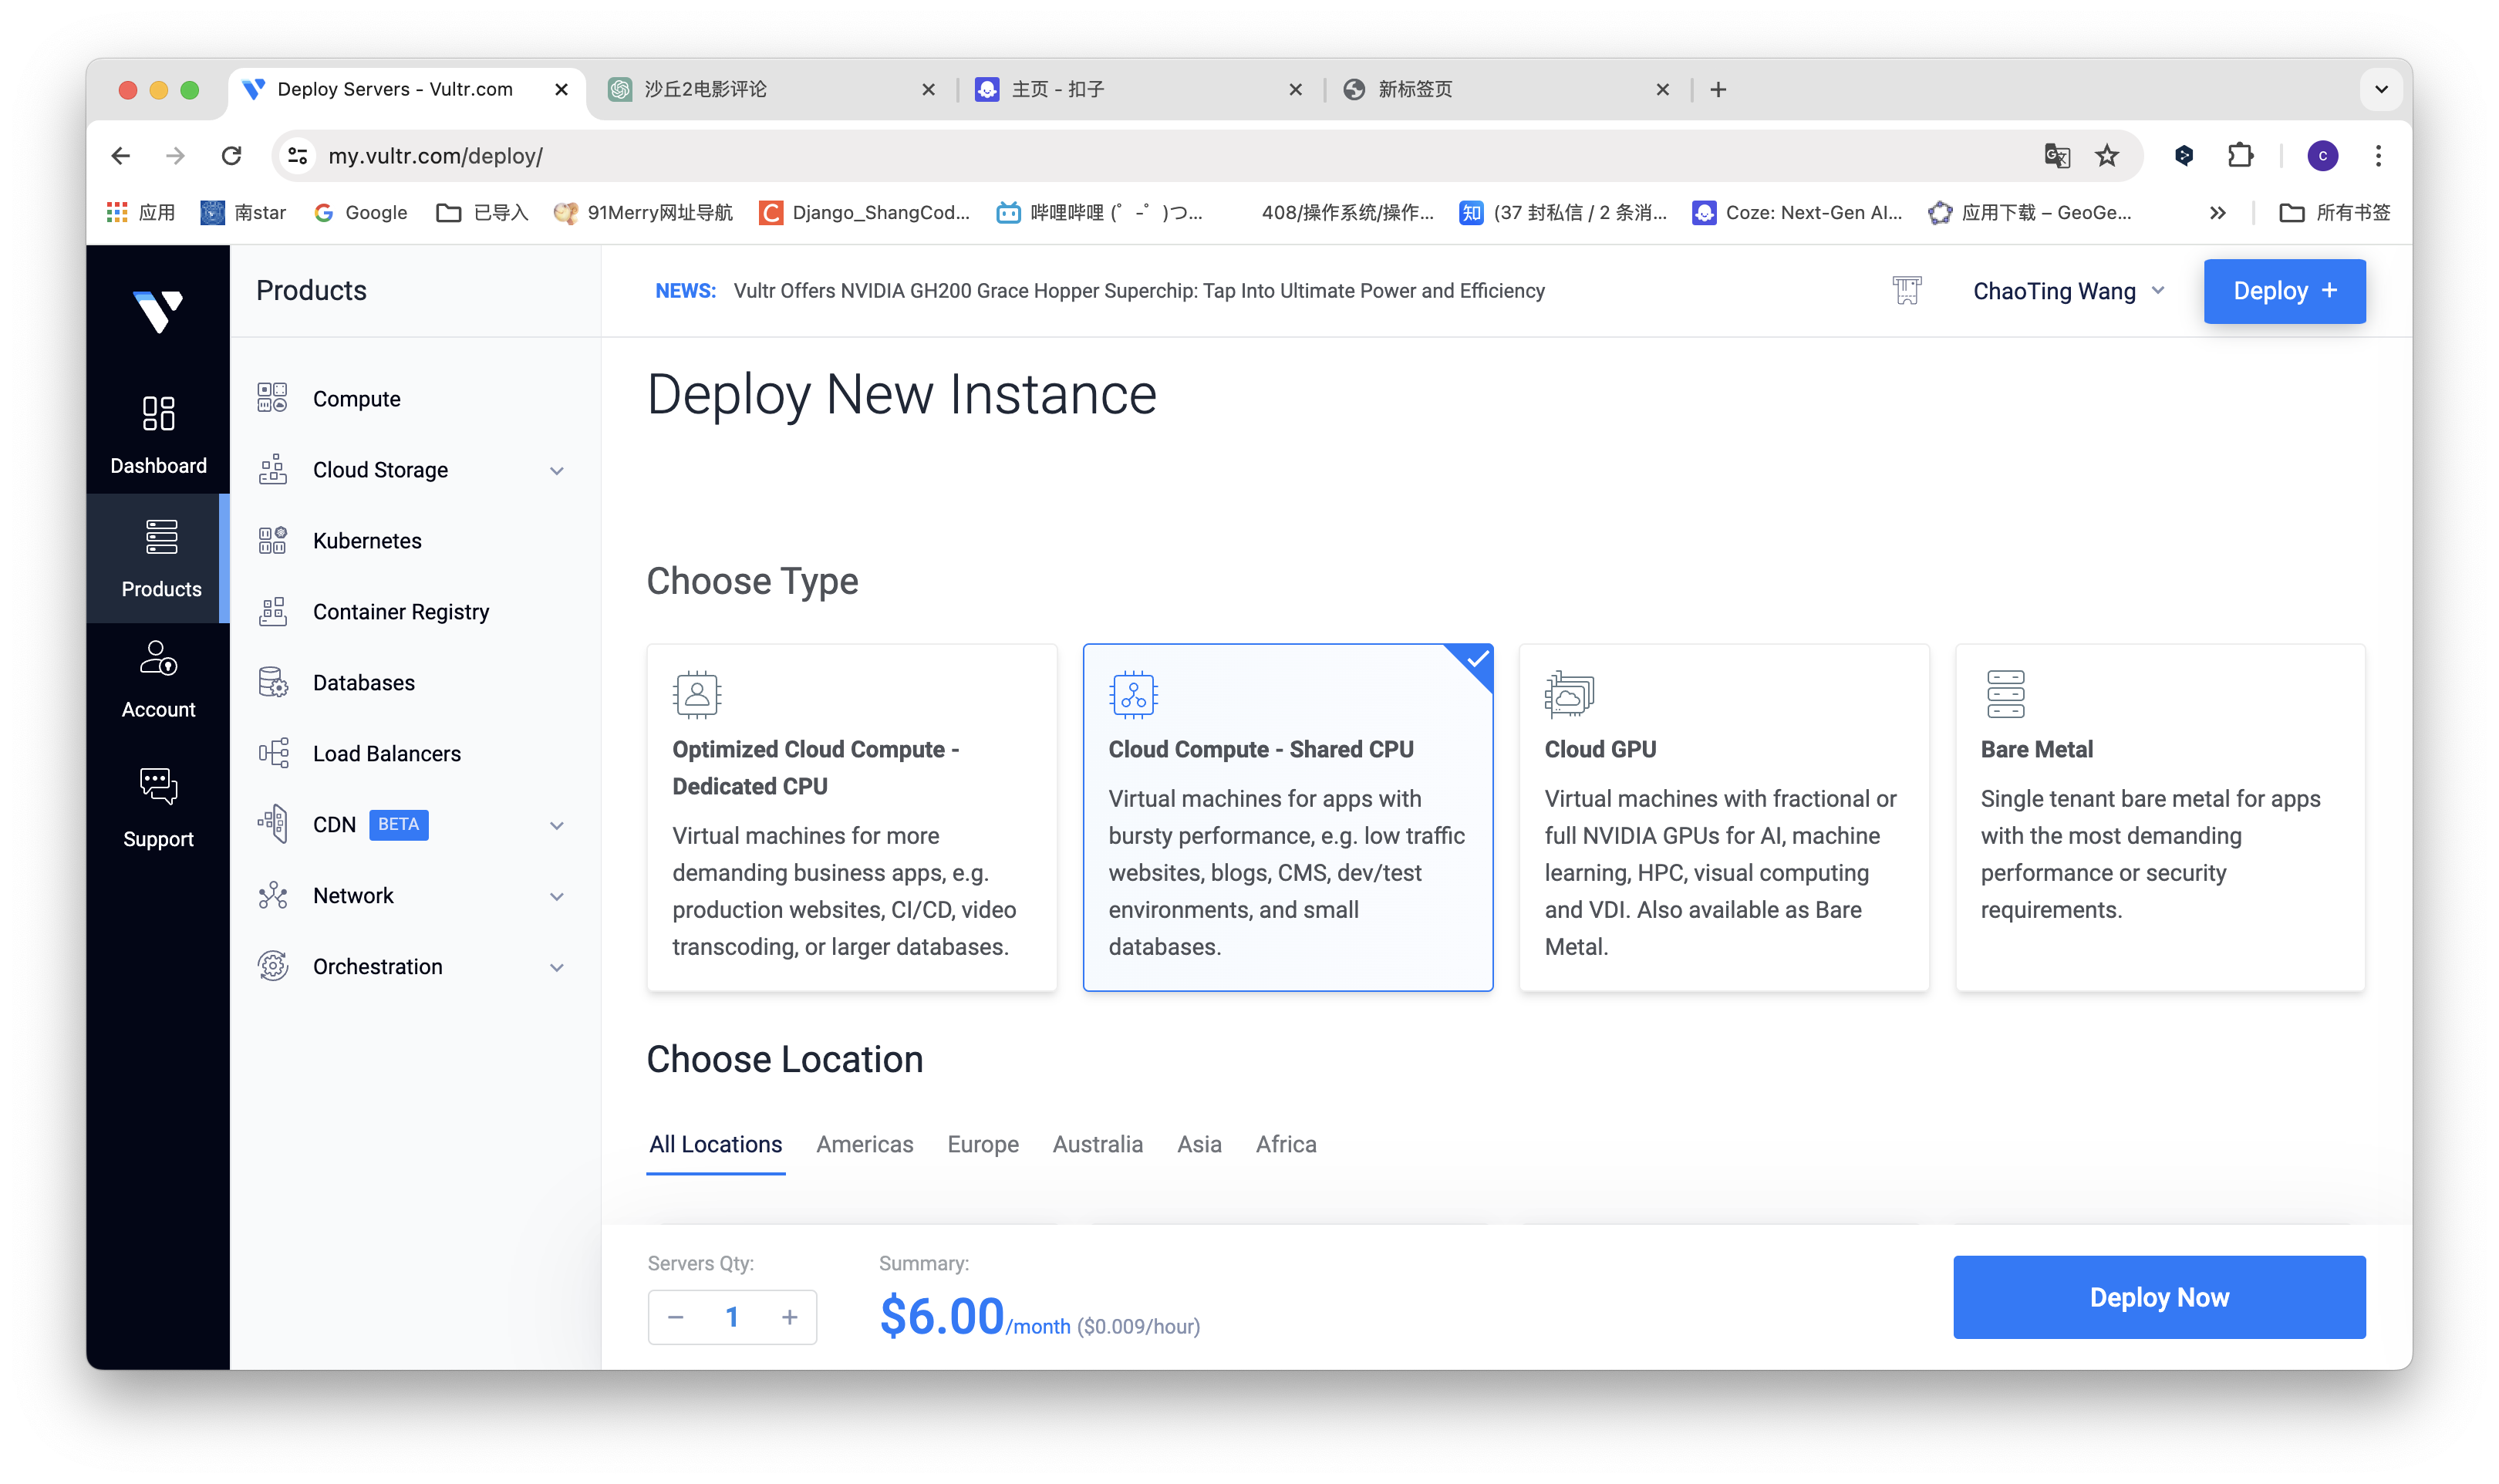 Deploy Servers - Vultr.com
沙丘2电影评论
主页 - 扣子
新标签页
my.vultr.com/deploy/
应用
南star
Google
已导入
91Merry网址导航
Django_ShangCod...
哔哩哔哩 (゜-゜)つ...
408/操作系统/操作...
(37 封私信 / 2 条消...
Coze: Next-Gen AI...
应用下载 – GeoGe...
所有书签
Products
NEWS: Vultr Offers NVIDIA GH200 Grace Hopper Superchip: Tap Into Ultimate Power and Efficiency
ChaoTing Wang
Deploy +
Dashboard
Products
Account
Support
Compute
Cloud Storage
Kubernetes
Container Registry
Databases
Load Balancers
CDN BETA
Network
Orchestration
Deploy New Instance
Choose Type
Optimized Cloud Compute -
Dedicated CPU
Virtual machines for more
demanding business apps, e.g.
production websites, CI/CD, video
transcoding, or larger databases.
Cloud Compute - Shared CPU
Virtual machines for apps with
bursty performance, e.g. low traffic
websites, blogs, CMS, dev/test
environments, and small
databases.
Cloud GPU
Virtual machines with fractional or
full NVIDIA GPUs for AI, machine
learning, HPC, visual computing
and VDI. Also available as Bare
Metal.
Bare Metal
Single tenant bare metal for apps
with the most demanding
performance or security
requirements.
Choose Location
All Locations
Americas
Europe
Australia
Asia
Africa
Servers Qty:
− 1 +
Summary:
$6.00/month ($0.009/hour)
Deploy Now